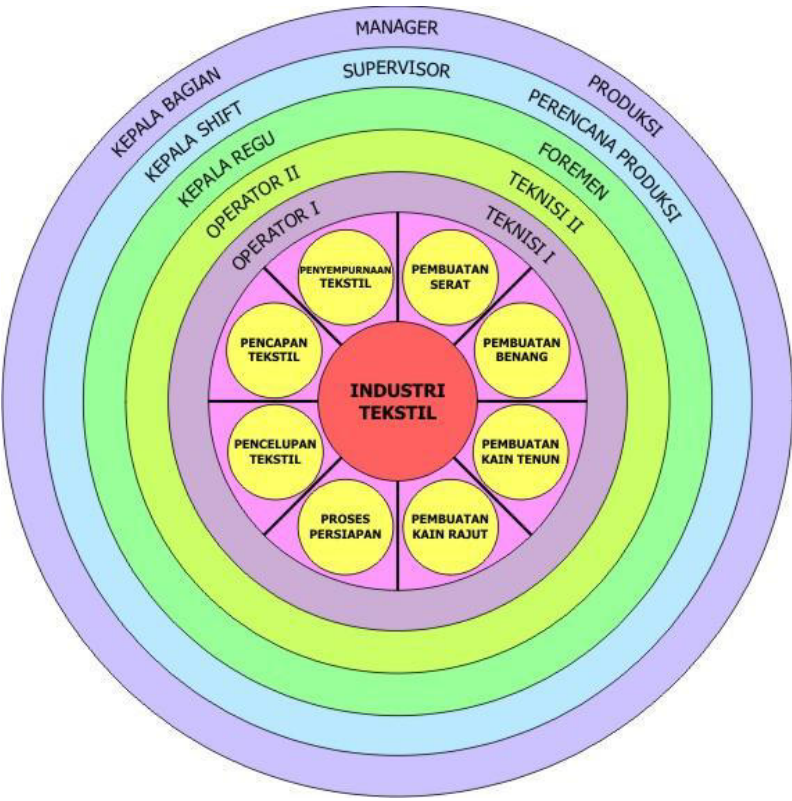 MANAGER
KEPALA BAGIAN
PRODUKSI
SUPERVISOR
KEPALA SHIFT
PERENCANA PRODUKSI
KEPALA REGU
FOREMEN
OPERATOR II
TEKNISI II
OPERATOR I
TEKNISI I
PENYEMPURNAAN
TEKSTIL
PEMBUATAN
SERAT
PENCAPAN
TEKSTIL
PEMBUATAN
BENANG
INDUSTRI
TEKSTIL
PENCELUPAN
TEKSTIL
PEMBUATAN
KAIN TENUN
PROSES
PERSIAPAN
PEMBUATAN
KAIN RAJUT